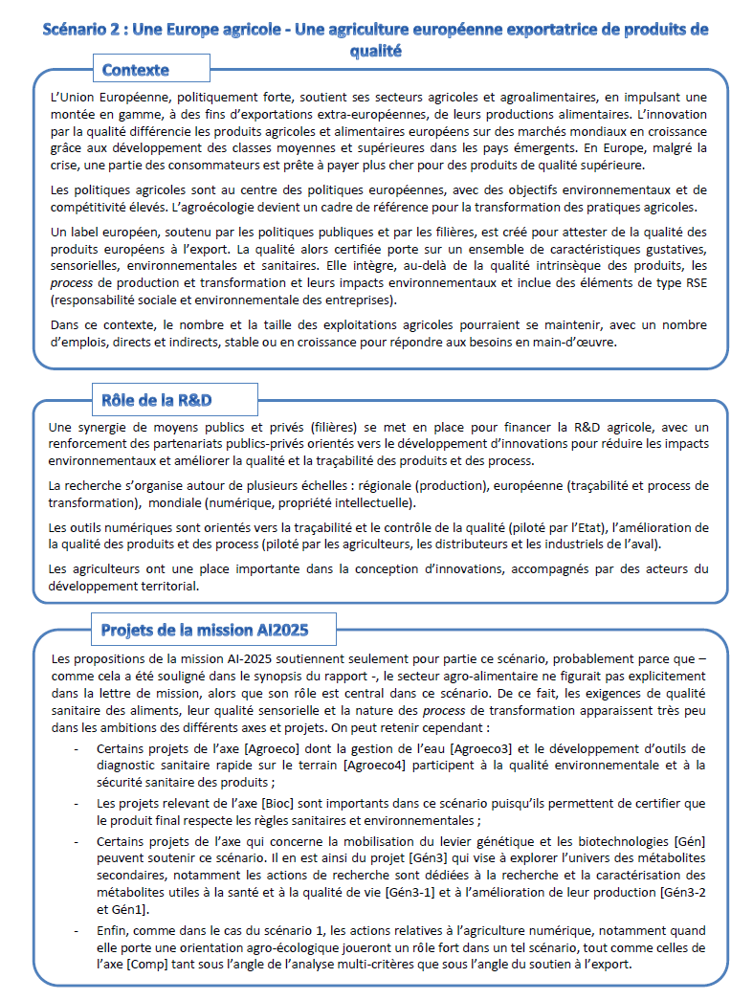 Scénario 2 : Une Europe agricole - Une agriculture européenne exportatrice de produits de
qualité
Contexte
L’Union Européenne, politiquement forte, soutient ses secteurs agricoles et agroalimentaires, en impulsant une
montée en gamme, à des fins d’exportations extra-européennes, de leurs productions alimentaires. L’innovation
par la qualité différencie les produits agricoles et alimentaires européens sur des marchés mondiaux en croissance
grâce aux développement des classes moyennes et supérieures dans les pays émergents. En Europe, malgré la
crise, une partie des consommateurs est prête à payer plus cher pour des produits de qualité supérieure.
Les politiques agricoles sont au centre des politiques européennes, avec des objectifs environnementaux et de
compétitivité élevés. L’agroécologie devient un cadre de référence pour la transformation des pratiques agricoles.
Un label européen, soutenu par les politiques publiques et par les filières, est créé pour attester de la qualité des
produits européens à l’export. La qualité alors certifiée porte sur un ensemble de caractéristiques gustatives,
sensorielles, environnementales et sanitaires. Elle intègre, au-delà de la qualité intrinsèque des produits, les
process de production et transformation et leurs impacts environnementaux et inclue des éléments de type RSE
(responsabilité sociale et environnementale des entreprises).
Dans ce contexte, le nombre et la taille des exploitations agricoles pourraient se maintenir, avec un nombre
d’emplois, directs et indirects, stable ou en croissance pour répondre aux besoins en main-d’œuvre.
Rôle de la R&D
Une synergie de moyens publics et privés (filières) se met en place pour financer la R&D agricole, avec un
renforcement des partenariats publics-privés orientés vers le développement d’innovations pour réduire les impacts
environnementaux et améliorer la qualité et la traçabilité des produits et des process.
La recherche s’organise autour de plusieurs échelles : régionale (production), européenne (traçabilité et process de
transformation), mondiale (numérique, propriété intellectuelle).
Les outils numériques sont orientés vers la traçabilité et le contrôle de la qualité (piloté par l’Etat), l’amélioration de
la qualité des produits et des process (piloté par les agriculteurs, les distributeurs et les industriels de l’aval).
Les agriculteurs ont une place importante dans la conception d’innovations, accompagnés par des acteurs du
développement territorial.
Projets de la mission AI2025
Les propositions de la mission AI-2025 soutiennent seulement pour partie ce scénario, probablement parce que –
comme cela a été souligné dans le synopsis du rapport -, le secteur agro-alimentaire ne figurait pas explicitement
dans la lettre de mission, alors que son rôle est central dans ce scénario. De ce fait, les exigences de qualité
sanitaire des aliments, leur qualité sensorielle et la nature des process de transformation apparaissent très peu
dans les ambitions des différents axes et projets. On peut retenir cependant :
- Certains projets de l’axe [Agroeco] dont la gestion de l’eau [Agroeco3] et le développement d’outils de
diagnostic sanitaire rapide sur le terrain [Agroeco4] participent à la qualité environnementale et à la
sécurité sanitaire des produits ;
- Les projets relevant de l’axe [Bioc] sont importants dans ce scénario puisqu’ils permettent de certifier que
le produit final respecte les règles sanitaires et environnementales ;
- Certains projets de l’axe qui concerne la mobilisation du levier génétique et les biotechnologies [Gén]
peuvent soutenir ce scénario. Il en est ainsi du projet [Gén3] qui vise à explorer l’univers des métabolites
secondaires, notamment les actions de recherche sont dédiées à la recherche et la caractérisation des
métabolites utiles à la santé et à la qualité de vie [Gén3-1] et à l’amélioration de leur production [Gén3-2
et Gén1].
- Enfin, comme dans le cas du scénario 1, les actions relatives à l’agriculture numérique, notamment quand
elle porte une orientation agro-écologique joueront un rôle fort dans un tel scénario, tout comme celles de
l’axe [Comp] tant sous l’angle de l’analyse multi-critères que sous l’angle du soutien à l’export.